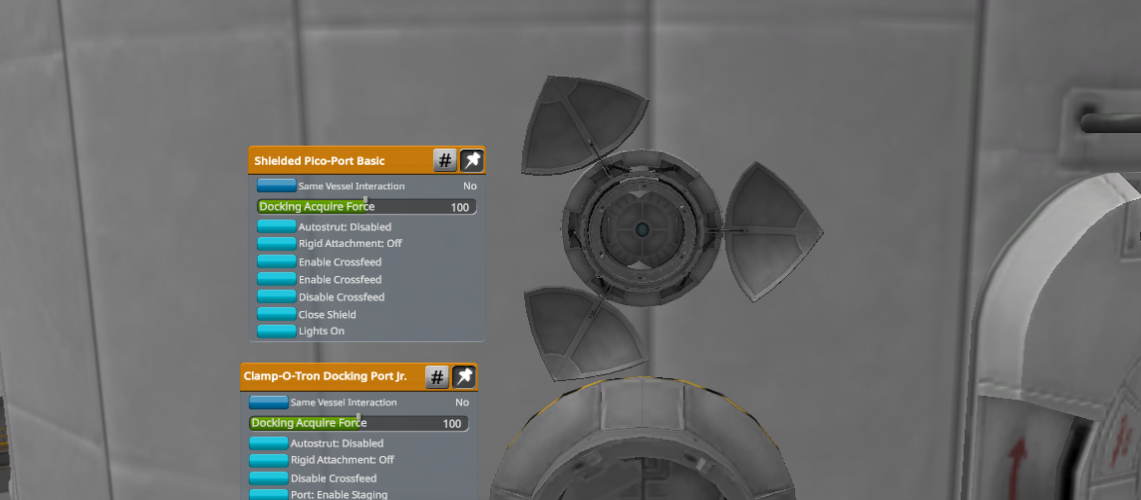 Shielded Pico-Port Basic #
Same Vessel Interaction No
Docking Acquire Force 100
Autostrut: Disabled
Rigid Attachment: Off
Enable Crossfeed
Enable Crossfeed
Disable Crossfeed
Close Shield
Lights On
Clamp-O-Tron Docking Port Jr. #
Same Vessel Interaction No
Docking Acquire Force 100
Autostrut: Disabled
Rigid Attachment: Off
Disable Crossfeed
Port: Enable Staging